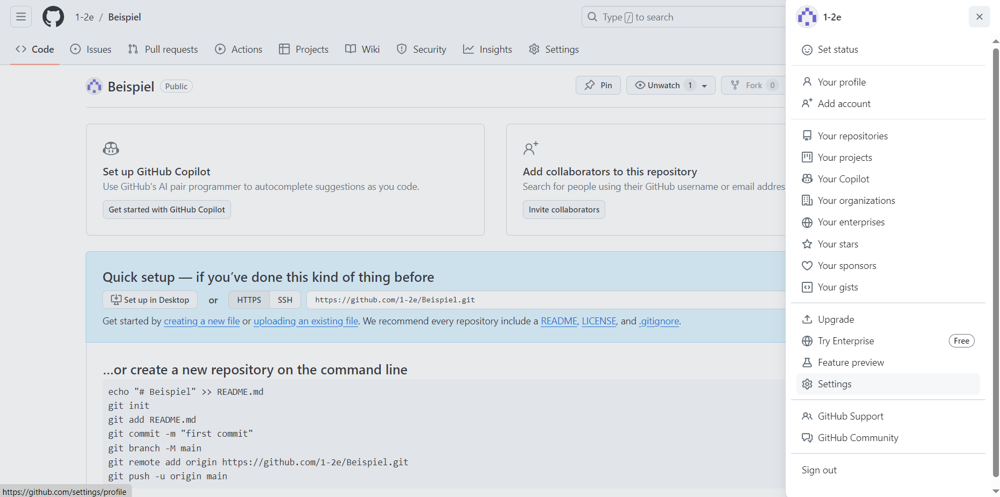 1-2e / Beispiel
Type / to search
1-2e
Code
Issues
Pull requests
Actions
Projects
Wiki
Security
Insights
Settings
Beispiel
Public
Pin
Unwatch 1
Fork 0
Set up GitHub Copilot
Use GitHub's AI pair programmer to autocomplete suggestions as you code.
Get started with GitHub Copilot
Add collaborators to this repository
Search for people using their GitHub username or email addres
Invite collaborators
Quick setup — if you’ve done this kind of thing before
Set up in Desktop
or
HTTPS
SSH
https://github.com/1-2e/Beispiel.git
Get started by creating a new file or uploading an existing file. We recommend every repository include a README, LICENSE, and .gitignore.
…or create a new repository on the command line
echo "# Beispiel" >> README.md
git init
git add README.md
git commit -m "first commit"
git branch -M main
git remote add origin https://github.com/1-2e/Beispiel.git
git push -u origin main
https://github.com/settings/profile
Set status
Your profile
Add account
Your repositories
Your projects
Your Copilot
Your organizations
Your enterprises
Your stars
Your sponsors
Your gists
Upgrade
Try Enterprise
Free
Feature preview
Settings
GitHub Support
GitHub Community
Sign out